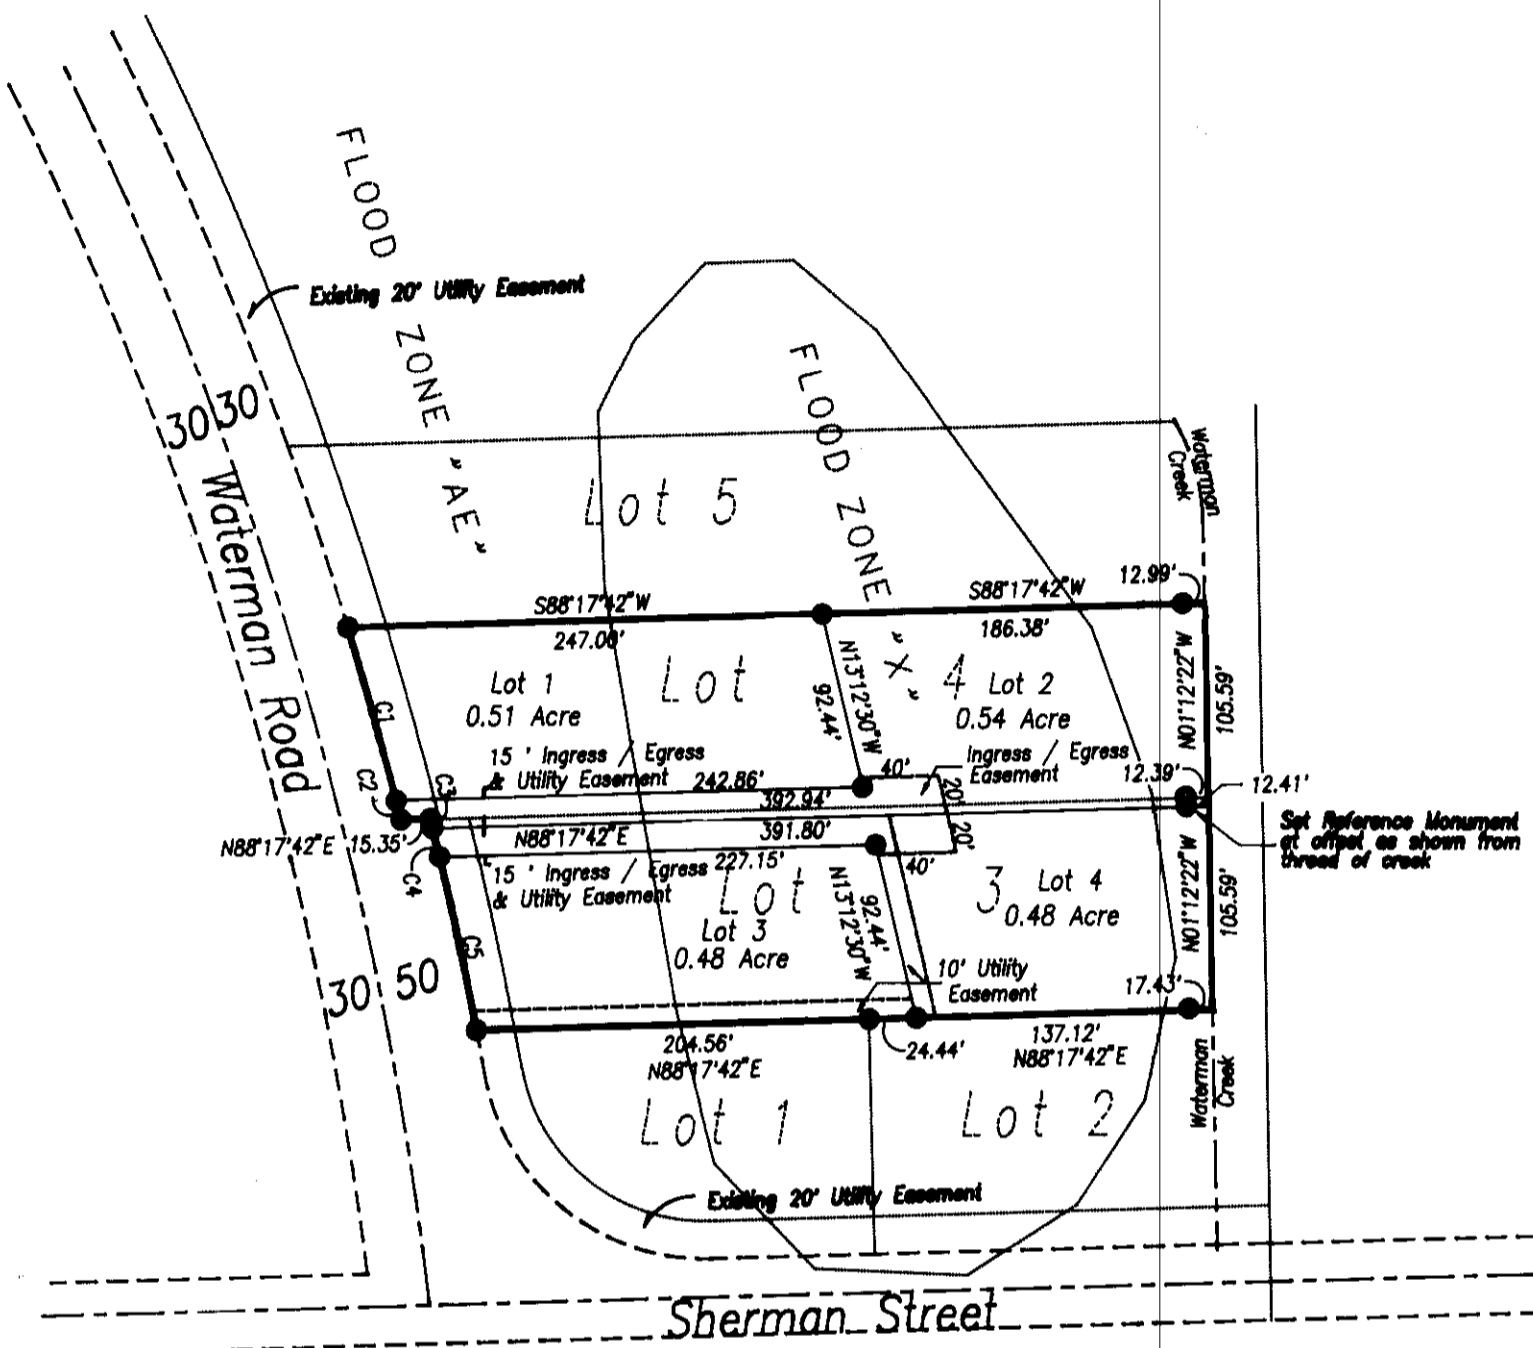 FLOOD ZONE "AE"
Existing 20' Utility Easement
FLOOD ZONE "X"
30 30
Waterman Road
Waterman
Creek
Lot 5
S88°17'42"W
247.00'
S88°17'42"W
186.38'
12.99'
Lot 4
Lot 1
0.51 Acre
Lot 2
0.54 Acre
N13°12'30"W
92.44'
N01°12'22"W
105.59'
C1
C2
C3
15 ' Ingress / Egress
& Utility Easement
242.86'
40'
Ingress / Egress
Easement
20'
12.39'
12.41'
392.94'
N88°17'42"E 15.35'
N88°17'42"E
391.80'
20'
Set Reference Monument
at offset as shown from
thread of creek
C4
15 ' Ingress / Egress
& Utility Easement
227.15'
40'
Lot 3
Lot 3
0.48 Acre
Lot 4
0.48 Acre
92.44'
N13°12'30"W
N01°12'22"W
105.59'
C5
30 50
10' Utility
Easement
17.43'
204.56'
N88°17'42"E
24.44'
137.12'
N88°17'42"E
Waterman
Creek
Lot 1
Lot 2
Existing 20' Utility Easement
Sherman Street